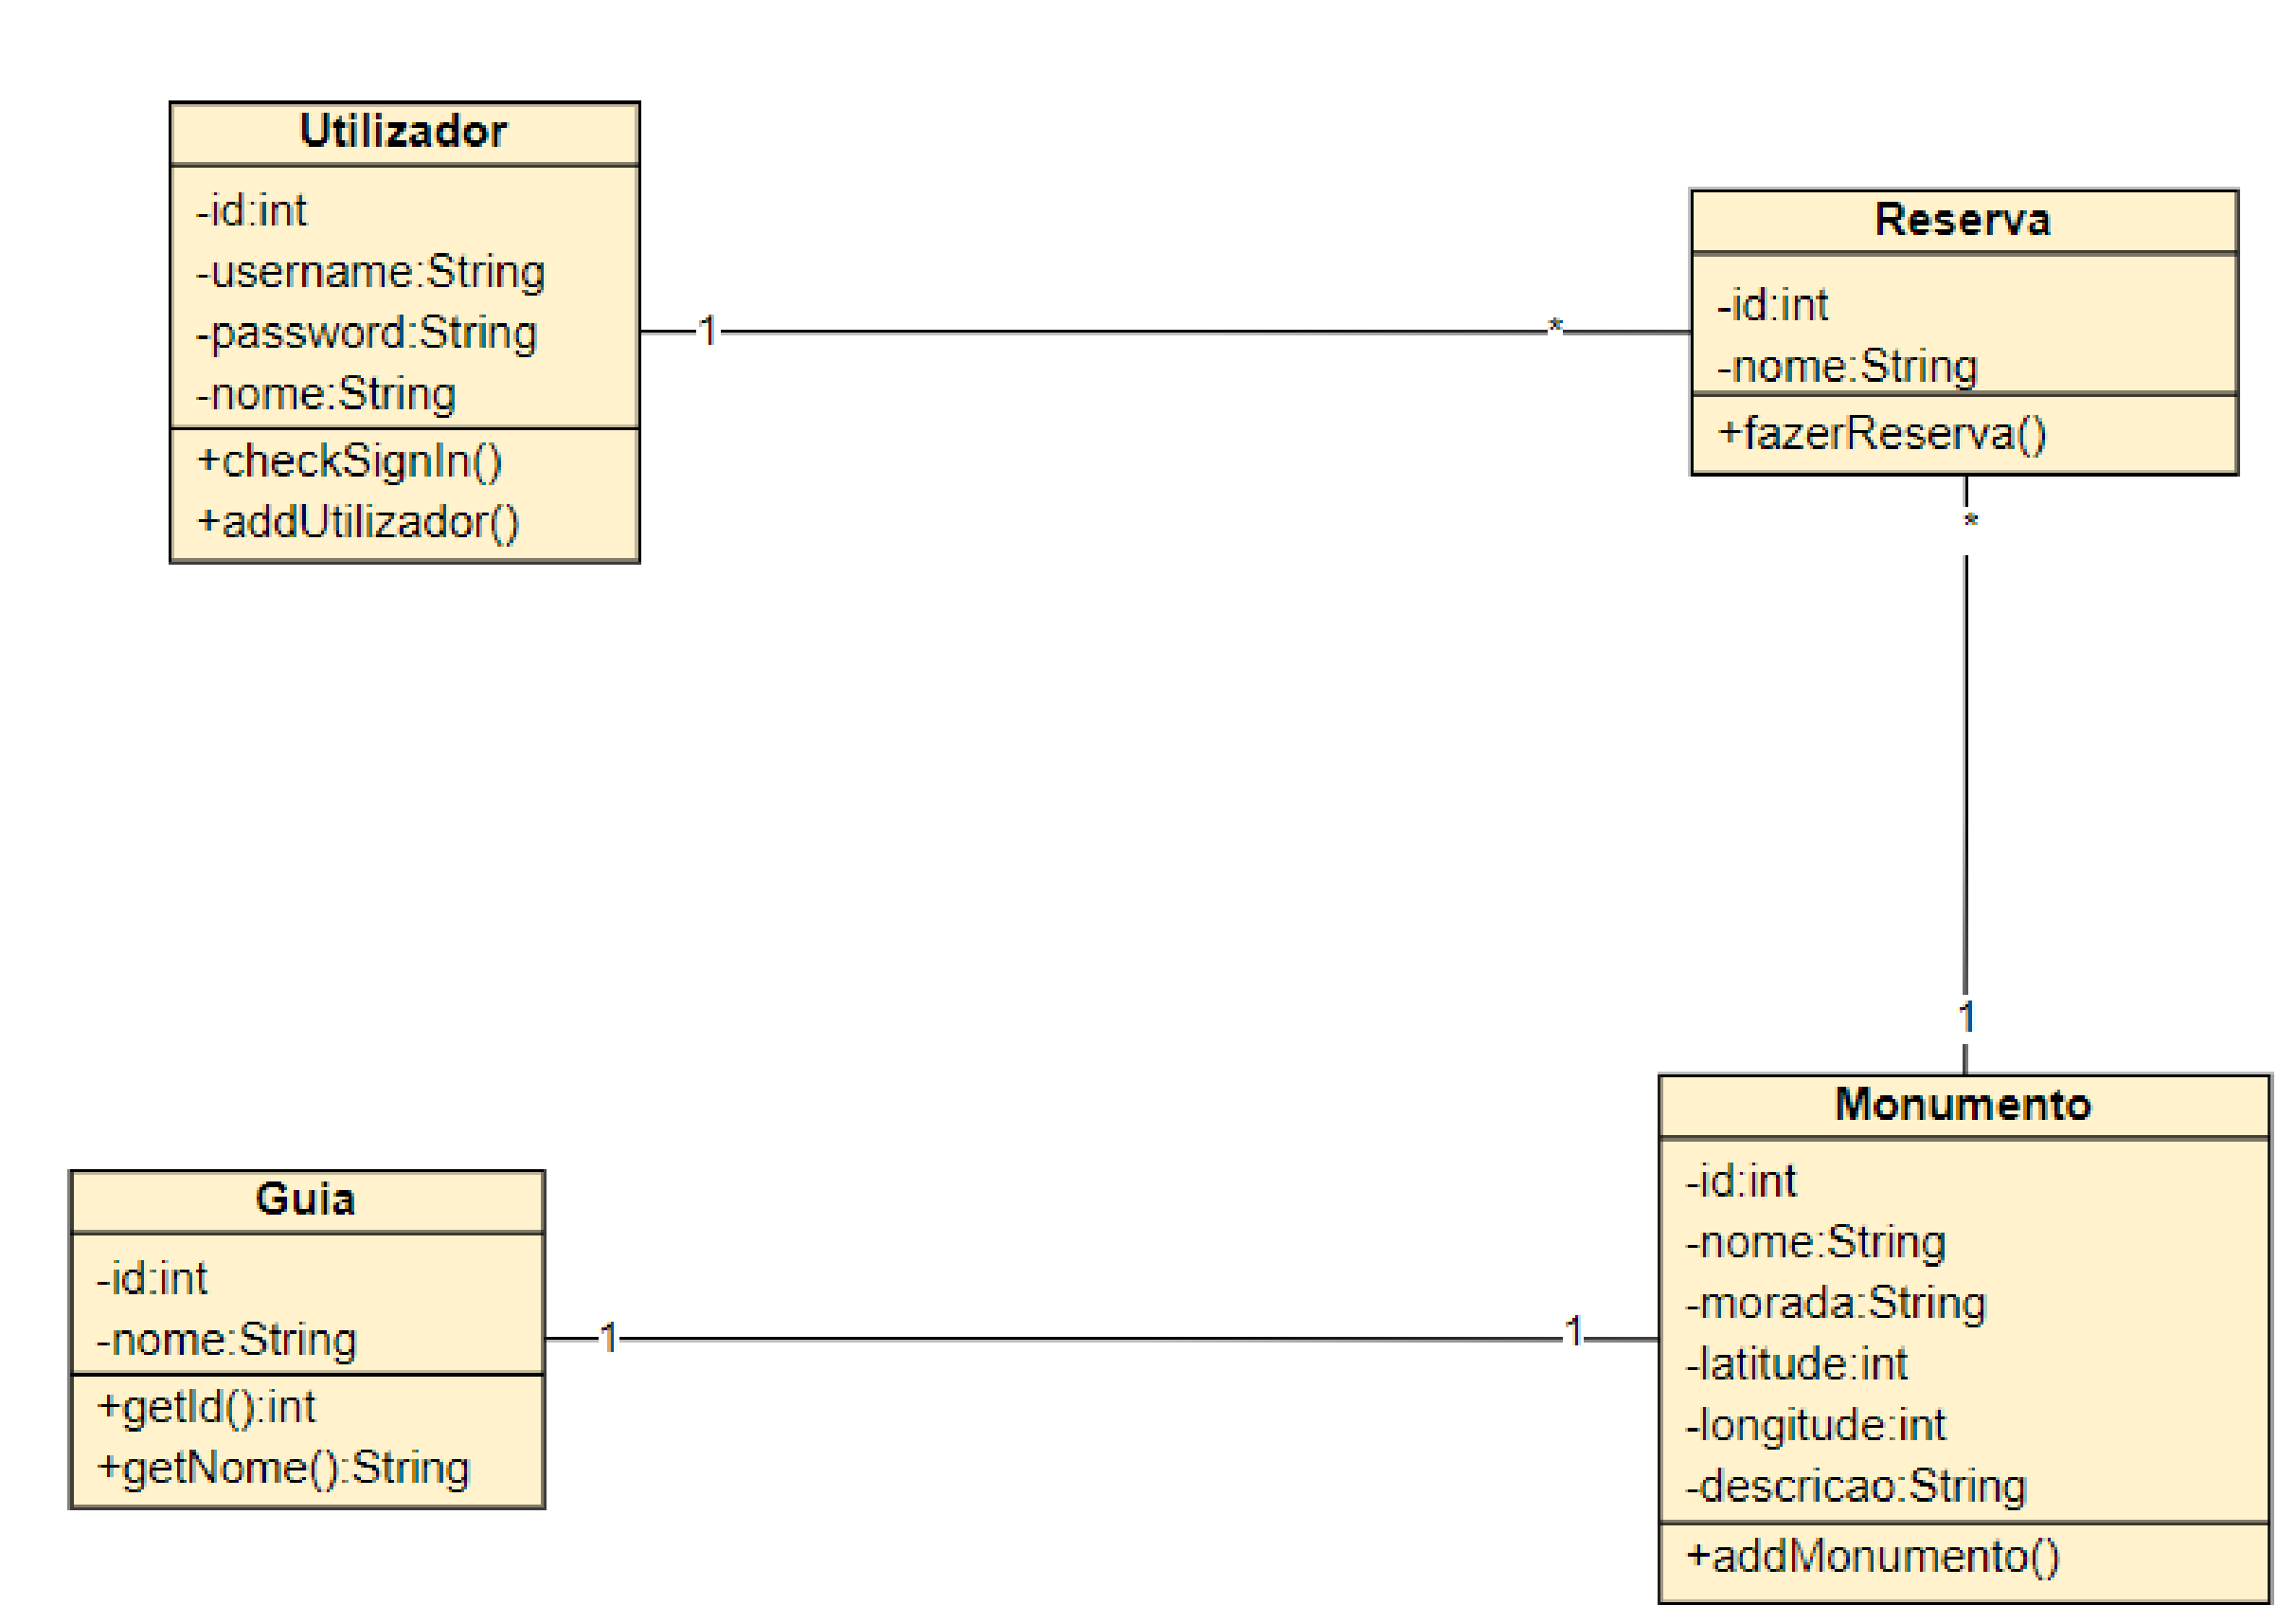 Utilizador
-id:int
-username:String
-password:String
-nome:String
+checkSignIn()
+addUtilizador()
1
*
Reserva
-id:int
-nome:String
+fazerReserva()
*
1
Guia
-id:int
-nome:String
+getId():int
+getNome():String
1
1
Monumento
-id:int
-nome:String
-morada:String
-latitude:int
-longitude:int
-descricao:String
+addMonumento()